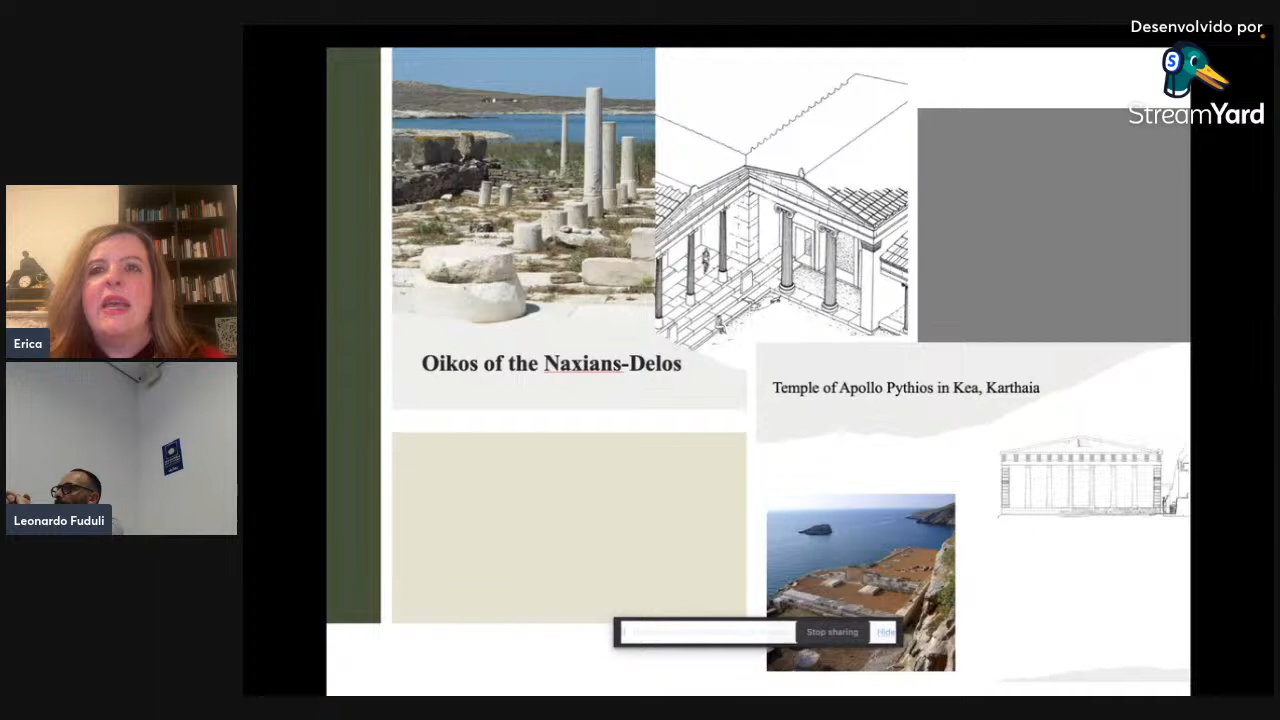 Desenvolvido por
StreamYard
Erica
Leonardo Fuduli
Oikos of the Naxians-Delos
Temple of Apollo Pythios in Kea, Karthaia
Stop sharing
Hide